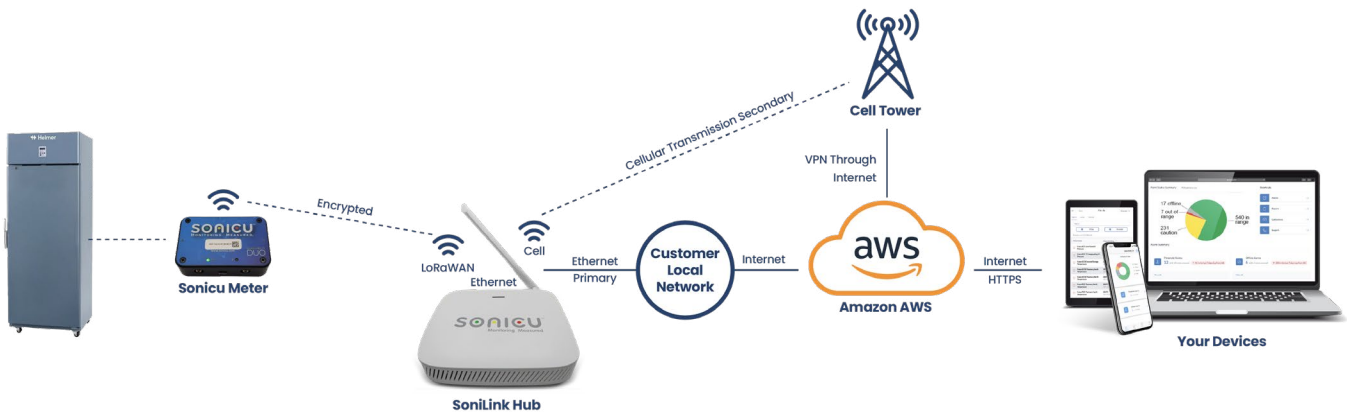 Helmer
SONICU
DUO
Sonicu Meter
Encrypted
LoRaWAN
Ethernet
Cell
SONICU
SoniLink Hub
Cellular Transmission Secondary
Ethernet
Primary
Customer
Local
Network
Internet
Cell Tower
VPN Through
Internet
aws
Amazon AWS
Internet
HTTPS
17 offline
7 out of
range
231
caution
540 in
range
Your Devices